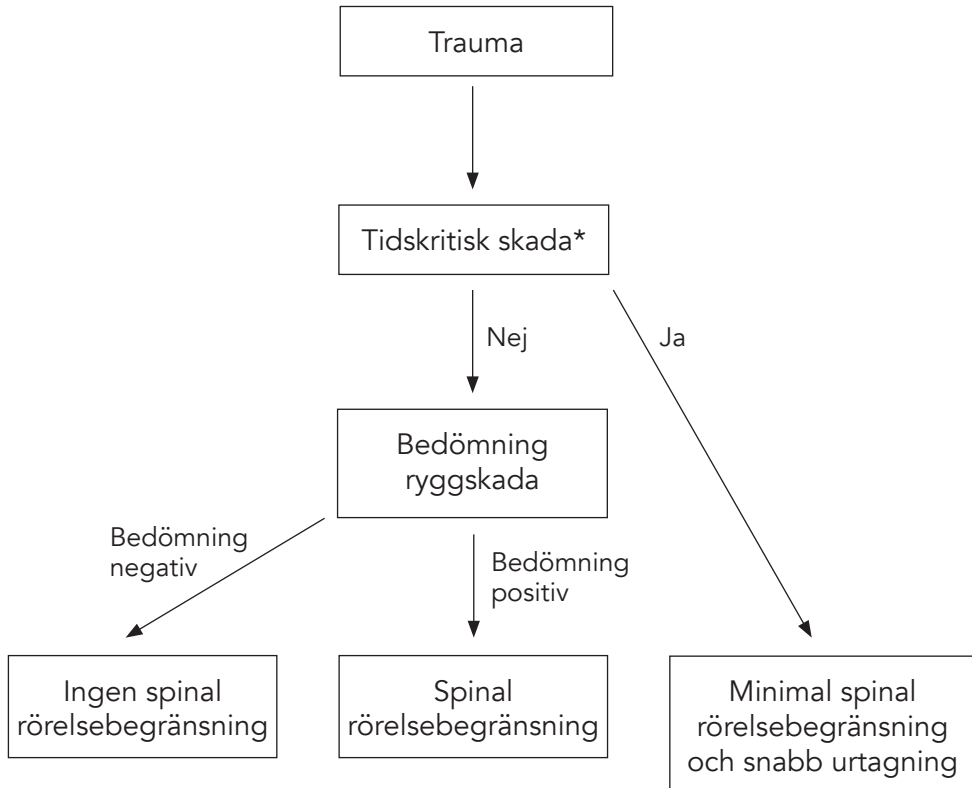 Trauma
Tidskritisk skada*
Nej
Ja
Bedömning
ryggskada
Bedömning
negativ
Bedömning
positiv
Ingen spinal
rörelsebegränsning
Spinal
rörelsebegränsning
Minimal spinal
rörelsebegränsning
och snabb urtagning